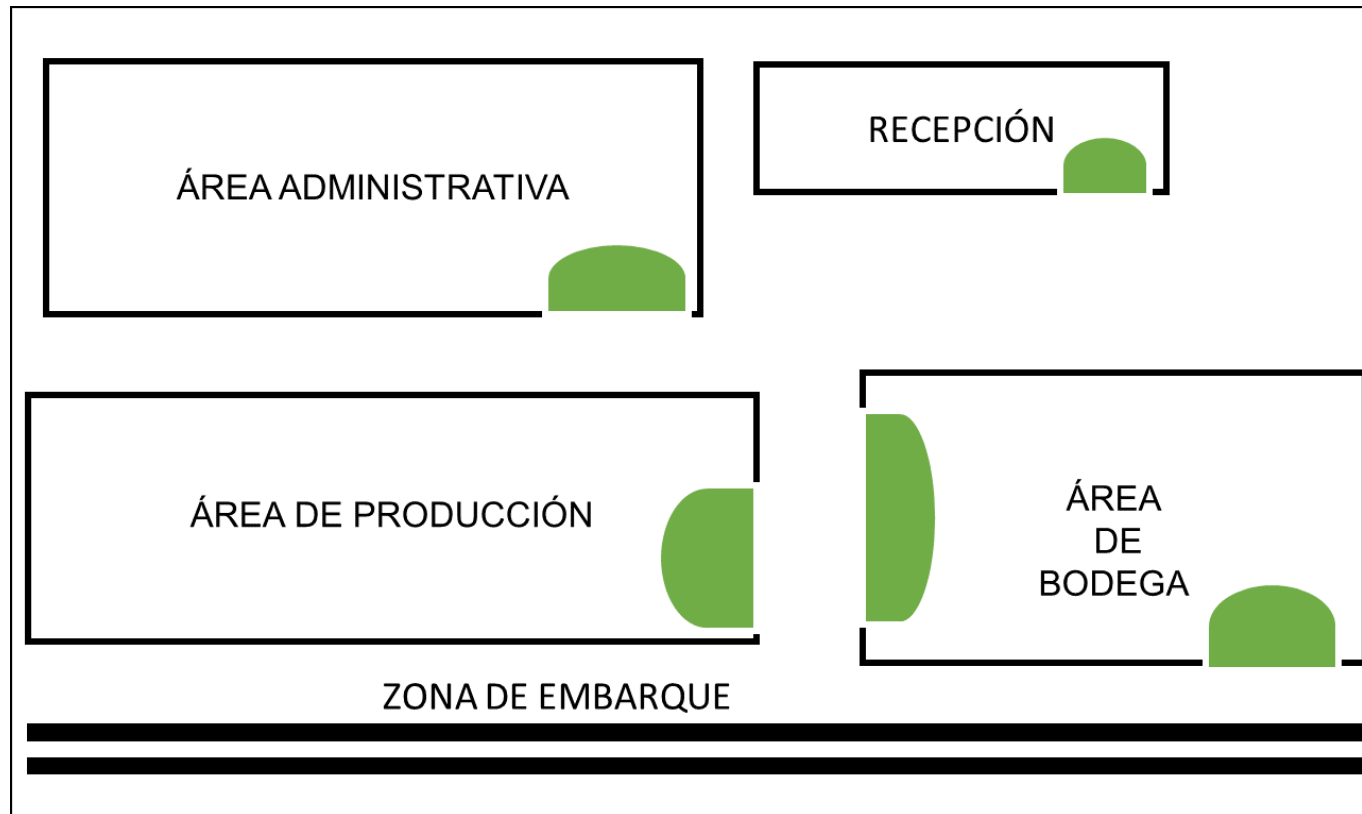 ÁREA ADMINISTRATIVA
RECEPCIÓN
ÁREA DE PRODUCCIÓN
ÁREA
DE
BODEGA
ZONA DE EMBARQUE